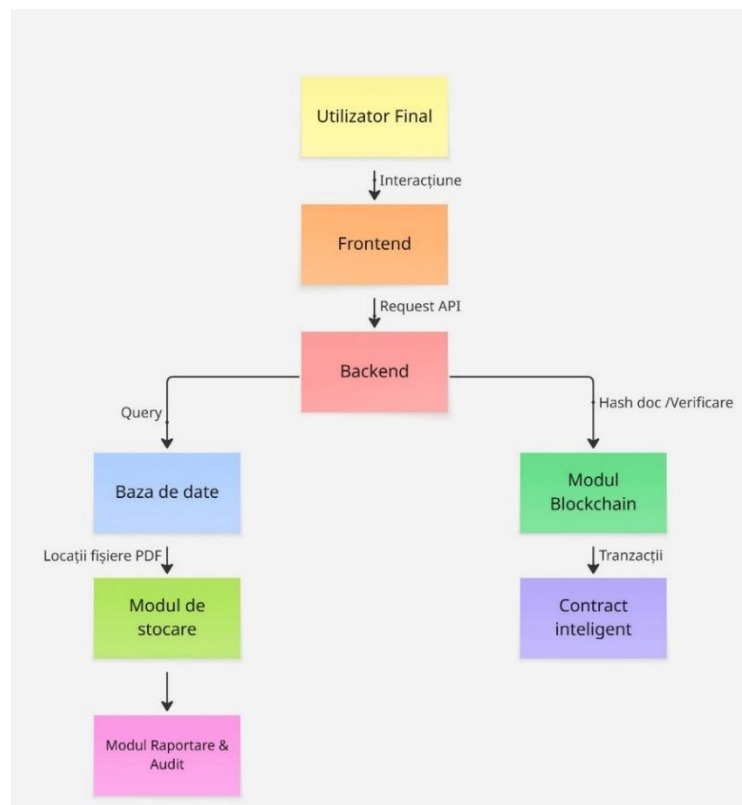 Utilizator Final
Interacțiune
Frontend
Request API
Backend
Query
Hash doc /Verificare
Baza de date
Modul
Blockchain
Locații fișiere PDF
Tranzacții
Modul de
stocare
Contract
inteligent
Modul Raportare &
Audit